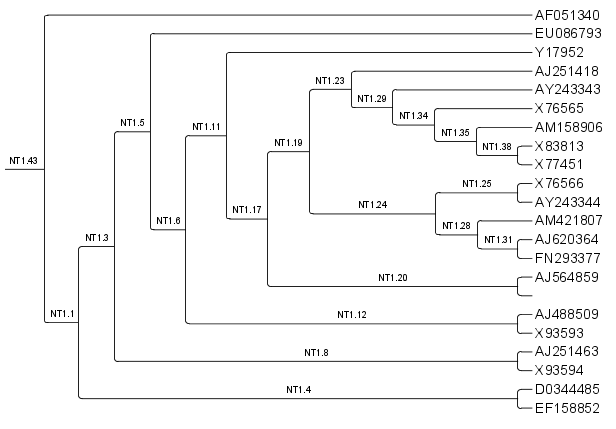 AF051340
EU086793
Y17952
AJ251418
NT1.23
AY243343
NT1.29
X76565
NT1.34
NT1.5
NT1.11
AM158906
NT1.35
X83813
NT1.38
NT1.19
NT1.43
X77451
X76566
NT1.25
AY243344
NT1.24
NT1.17
AM421807
NT1.6
NT1.28
AJ620364
NT1.3
NT1.31
FN293377
AJ564859
NT1.20
AJ488509
NT1.1
NT1.12
X93593
AJ251463
NT1.8
X93594
D0344485
NT1.4
EF158852